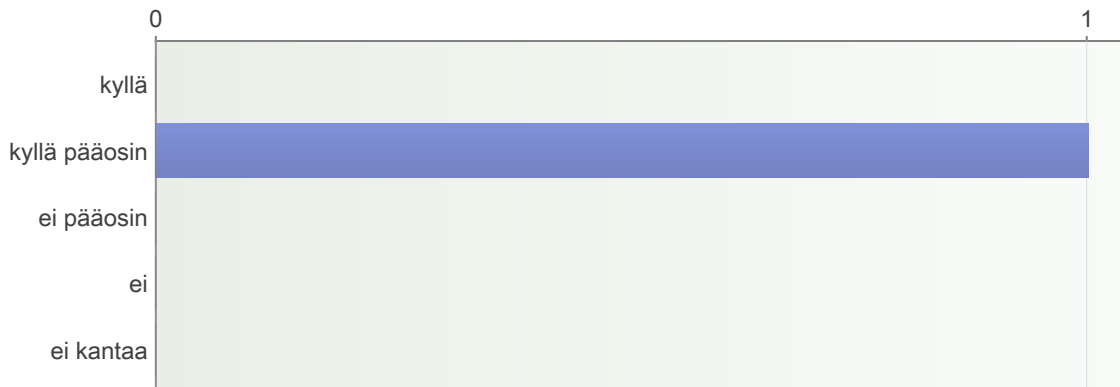 0 1
kyllä
kyllä pääosin
ei pääosin
ei
ei kantaa